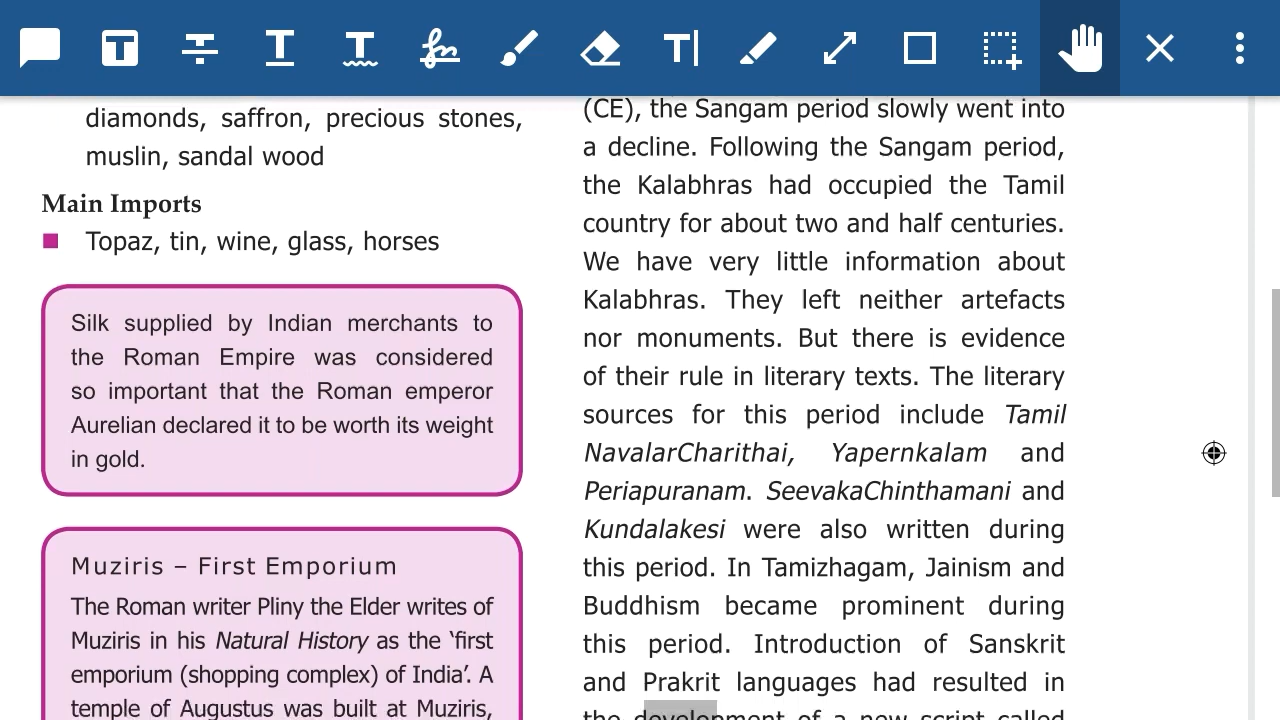 diamonds, saffron, precious stones,
muslin, sandal wood
Main Imports
Topaz, tin, wine, glass, horses
Silk supplied by Indian merchants to
the Roman Empire was considered
so important that the Roman emperor
Aurelian declared it to be worth its weight
in gold.
Muziris – First Emporium
The Roman writer Pliny the Elder writes of
Muziris in his Natural History as the ‘first
emporium (shopping complex) of India’. A
temple of Augustus was built at Muziris,
(CE), the Sangam period slowly went into
a decline. Following the Sangam period,
the Kalabhras had occupied the Tamil
country for about two and half centuries.
We have very little information about
Kalabhras. They left neither artefacts
nor monuments. But there is evidence
of their rule in literary texts. The literary
sources for this period include Tamil
NavalarCharithai, Yapernkalam and
Periapuranam. SeevakaChinthamani and
Kundalakesi were also written during
this period. In Tamizhagam, Jainism and
Buddhism became prominent during
this period. Introduction of Sanskrit
and Prakrit languages had resulted in
the development of a new script called